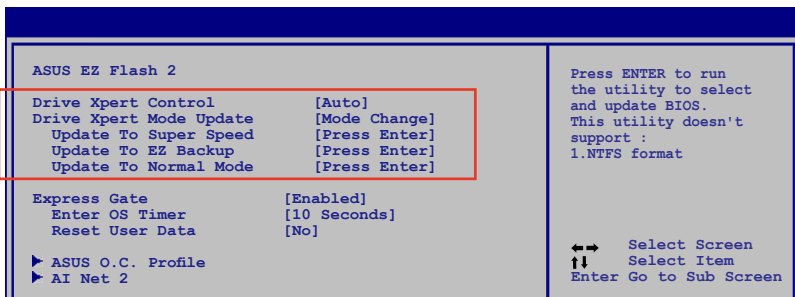 ASUS EZ Flash 2
Drive Xpert Control [Auto]
Drive Xpert Mode Update [Mode Change]
Update To Super Speed [Press Enter]
Update To EZ Backup [Press Enter]
Update To Normal Mode [Press Enter]
Express Gate [Enabled]
Enter OS Timer [10 Seconds]
Reset User Data [No]
ASUS O.C. Profile
AI Net 2
Press ENTER to run
the utility to select
and update BIOS.
This utility doesn't
support :
1.NTFS format
Select Screen
Select Item
Enter Go to Sub Screen